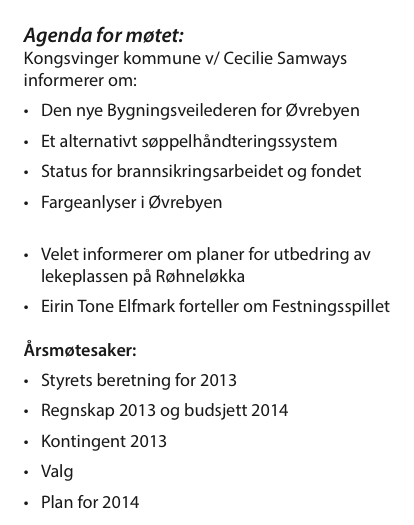 Agenda for møtet:
Kongsvinger kommune v/ Cecilie Samways
informerer om:
• Den nye Bygningsveilederen for Øvrebyen
• Et alternativt søppelhåndteringssystem
• Status for brannsikringsarbeidet og fondet
• Fargeanlyser i Øvrebyen
• Velet informerer om planer for utbedring av
lekeplassen på Røhneløkka
• Eirin Tone Elfmark forteller om Festningsspillet
Årsmøtesaker:
• Styrets beretning for 2013
• Regnskap 2013 og budsjett 2014
• Kontingent 2013
• Valg
• Plan for 2014